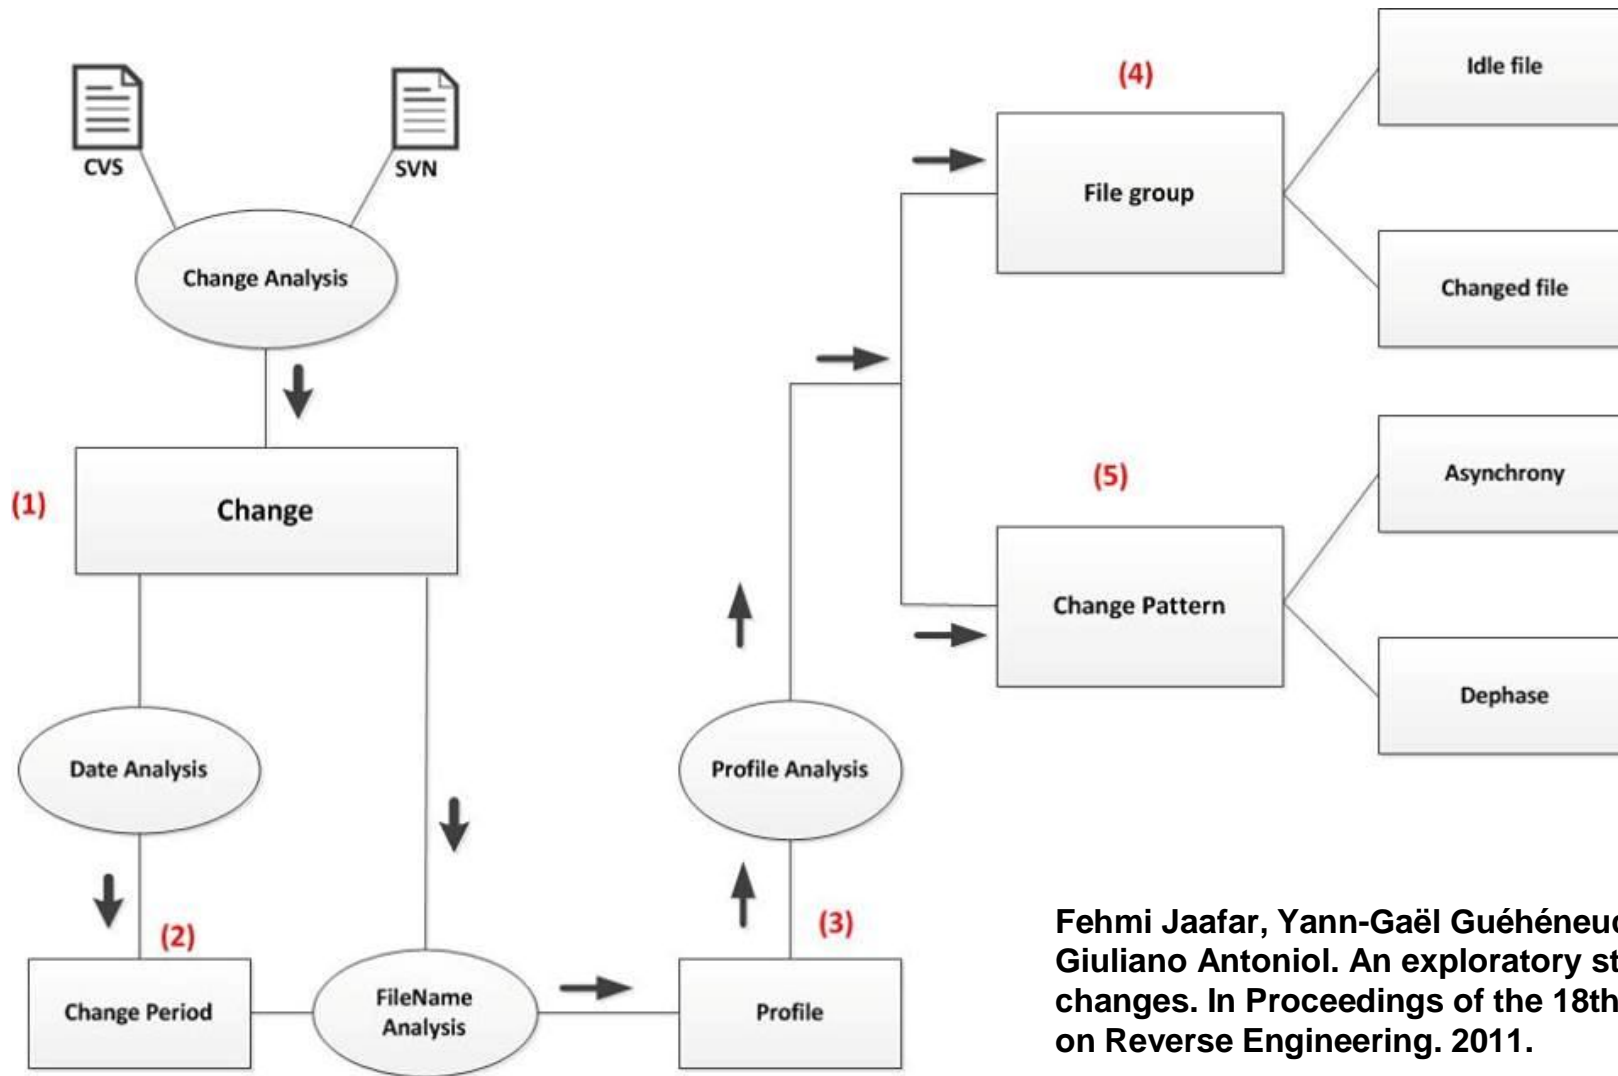 CVS
SVN
Change Analysis
(1)
Change
Date Analysis
(2)
Change Period
FileName
Analysis
(3)
Profile
Profile Analysis
(4)
File group
Idle file
Changed file
(5)
Change Pattern
Asynchrony
Dephase
Fehmi Jaafar, Yann-Gaël Guéhéneuc
Giuliano Antoniol. An exploratory
changes. In Proceedings of the 18th
on Reverse Engineering. 2011.